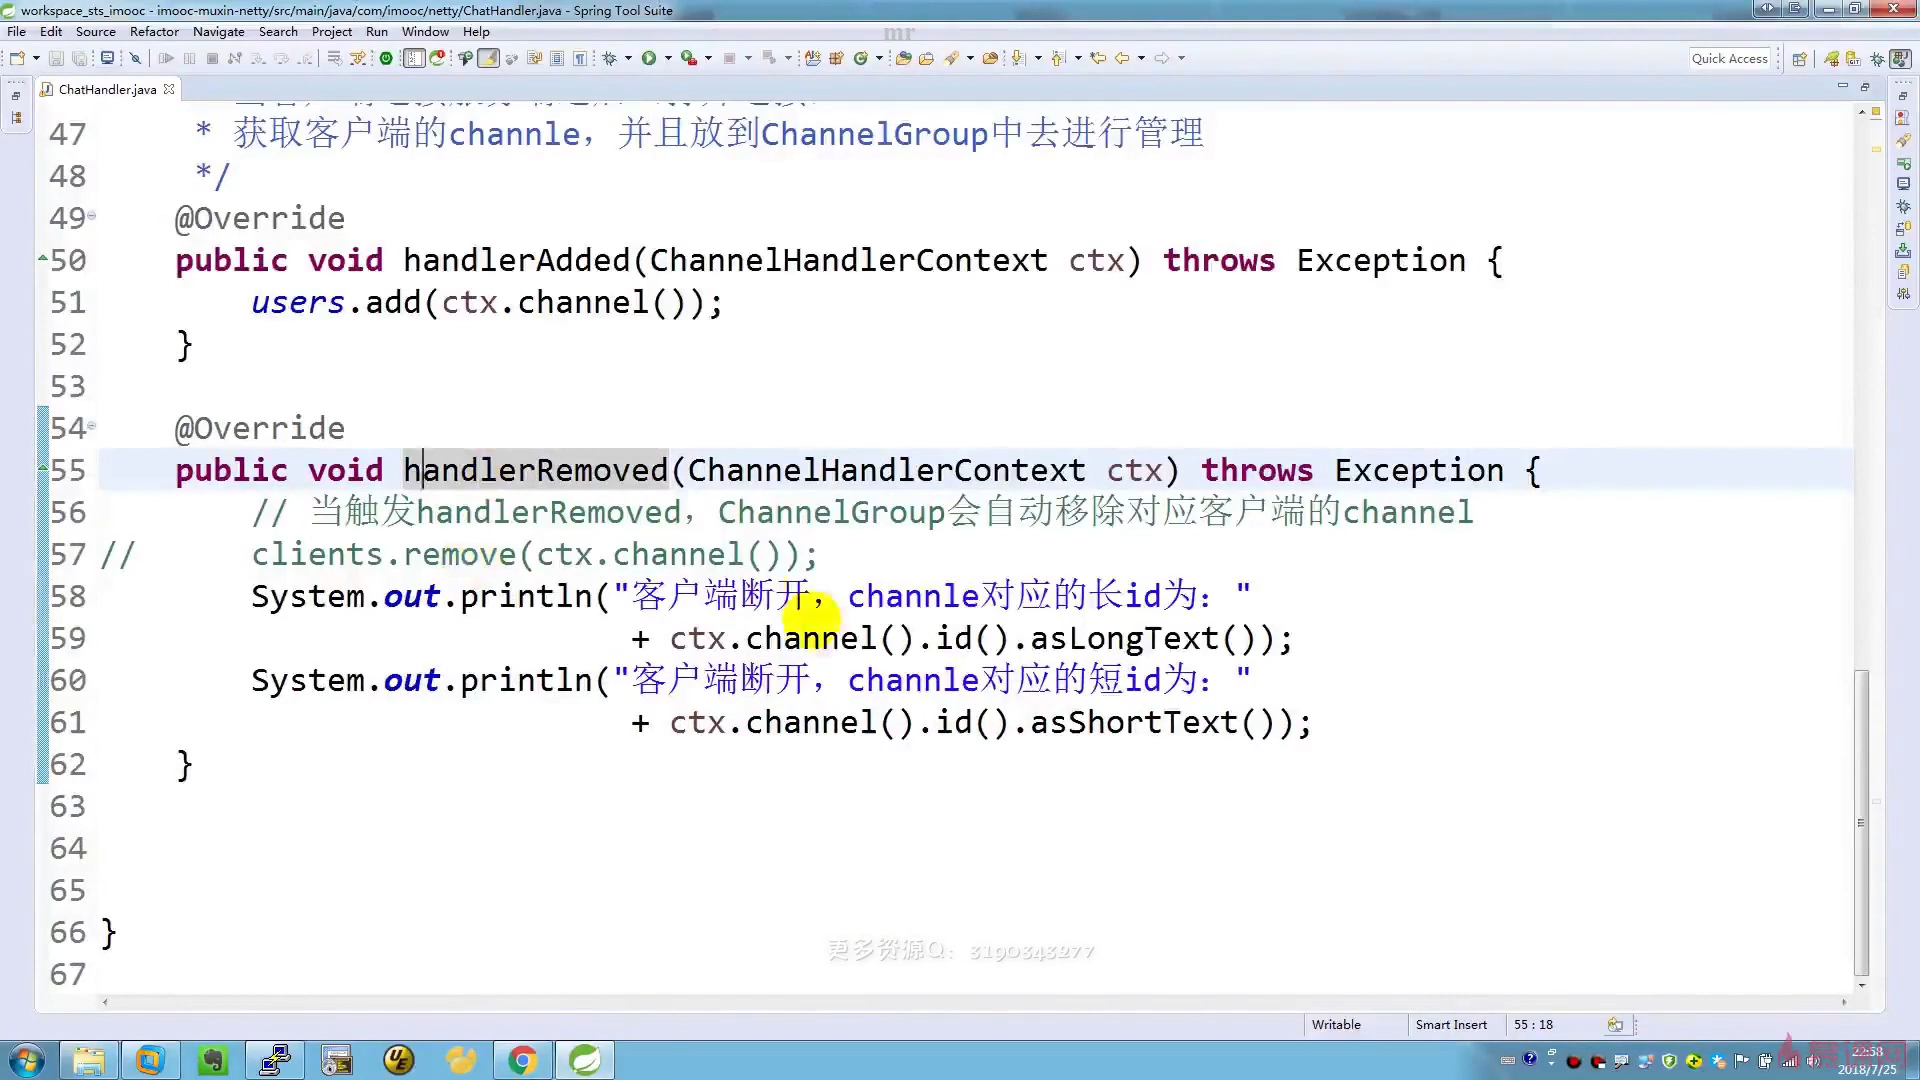 workspace_sts_imooc - imooc-muxin-netty/src/main/java/com/imooc/netty/ChatHandler.java - Spring Tool Suite
File Edit Source Refactor Navigate Search Project Run Window Help
mr
Quick Access
ChatHandler.java
47 * 获取客户端的channle，并且放到ChannelGroup中去进行管理
48 */
49 @Override
50 public void handlerAdded(ChannelHandlerContext ctx) throws Exception {
51 users.add(ctx.channel());
52 }
53
54 @Override
55 public void handlerRemoved(ChannelHandlerContext ctx) throws Exception {
56 // 当触发handlerRemoved，ChannelGroup会自动移除对应客户端的channel
57 // clients.remove(ctx.channel());
58 System.out.println("客户端断开，channle对应的长id为："
59 + ctx.channel().id().asLongText());
60 System.out.println("客户端断开，channle对应的短id为："
61 + ctx.channel().id().asShortText());
62 }
63
64
65
66 }
67
更多资源Q：3190343277
Writable Smart Insert 55 : 18
22:58
2018/7/25